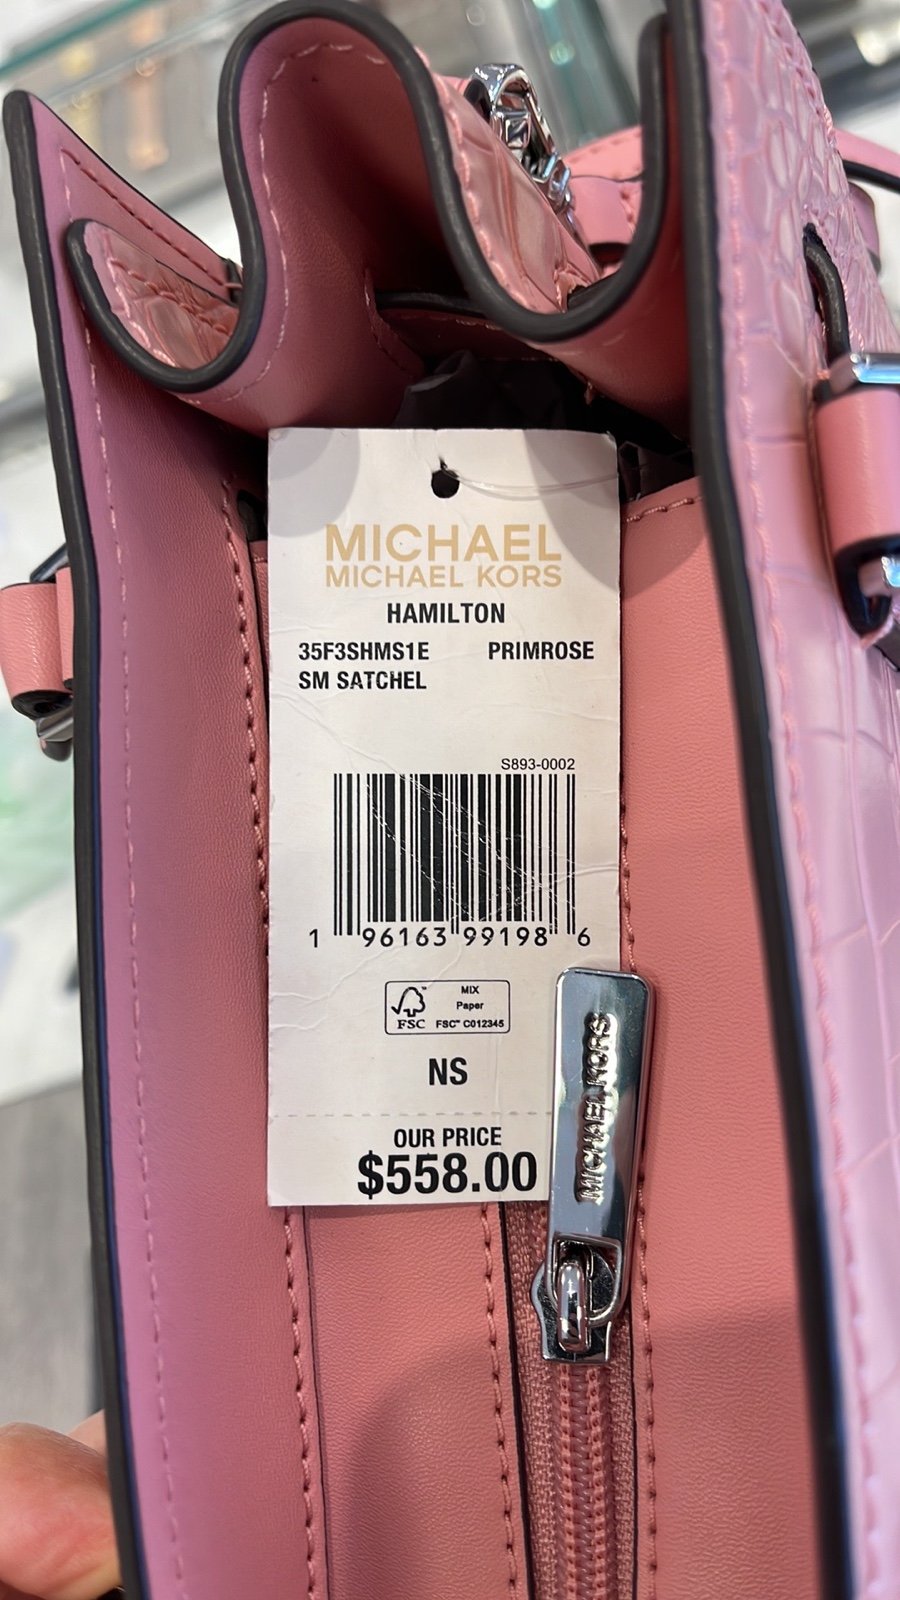 MICHAEL
MICHAEL KORS
HAMILTON
35F3SHMS1E PRIMROSE
SM SATCHEL
S893-0002
1 96163 99198 6
MIX
Paper
FSC™ C012345
FSC
NS
OUR PRICE
$558.00
MICHAEL KORS